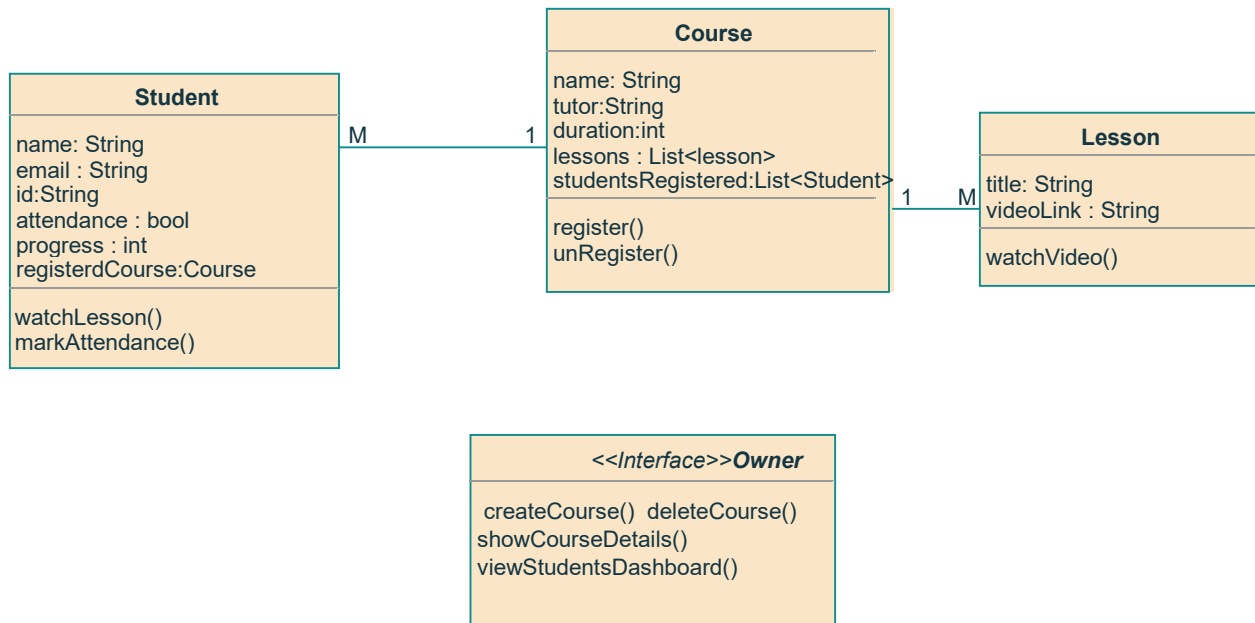 Student
name: String
email : String
id:String
attendance : bool
progress : int
registerdCourse:Course
watchLesson()
markAttendance()
M
1
Course
name: String
tutor:String
duration:int
lessons : List<lesson>
studentsRegistered:List<Student>
register()
unRegister()
1
M
Lesson
title: String
videoLink : String
watchVideo()
<<Interface>>Owner
createCourse() deleteCourse()
showCourseDetails()
viewStudentsDashboard()